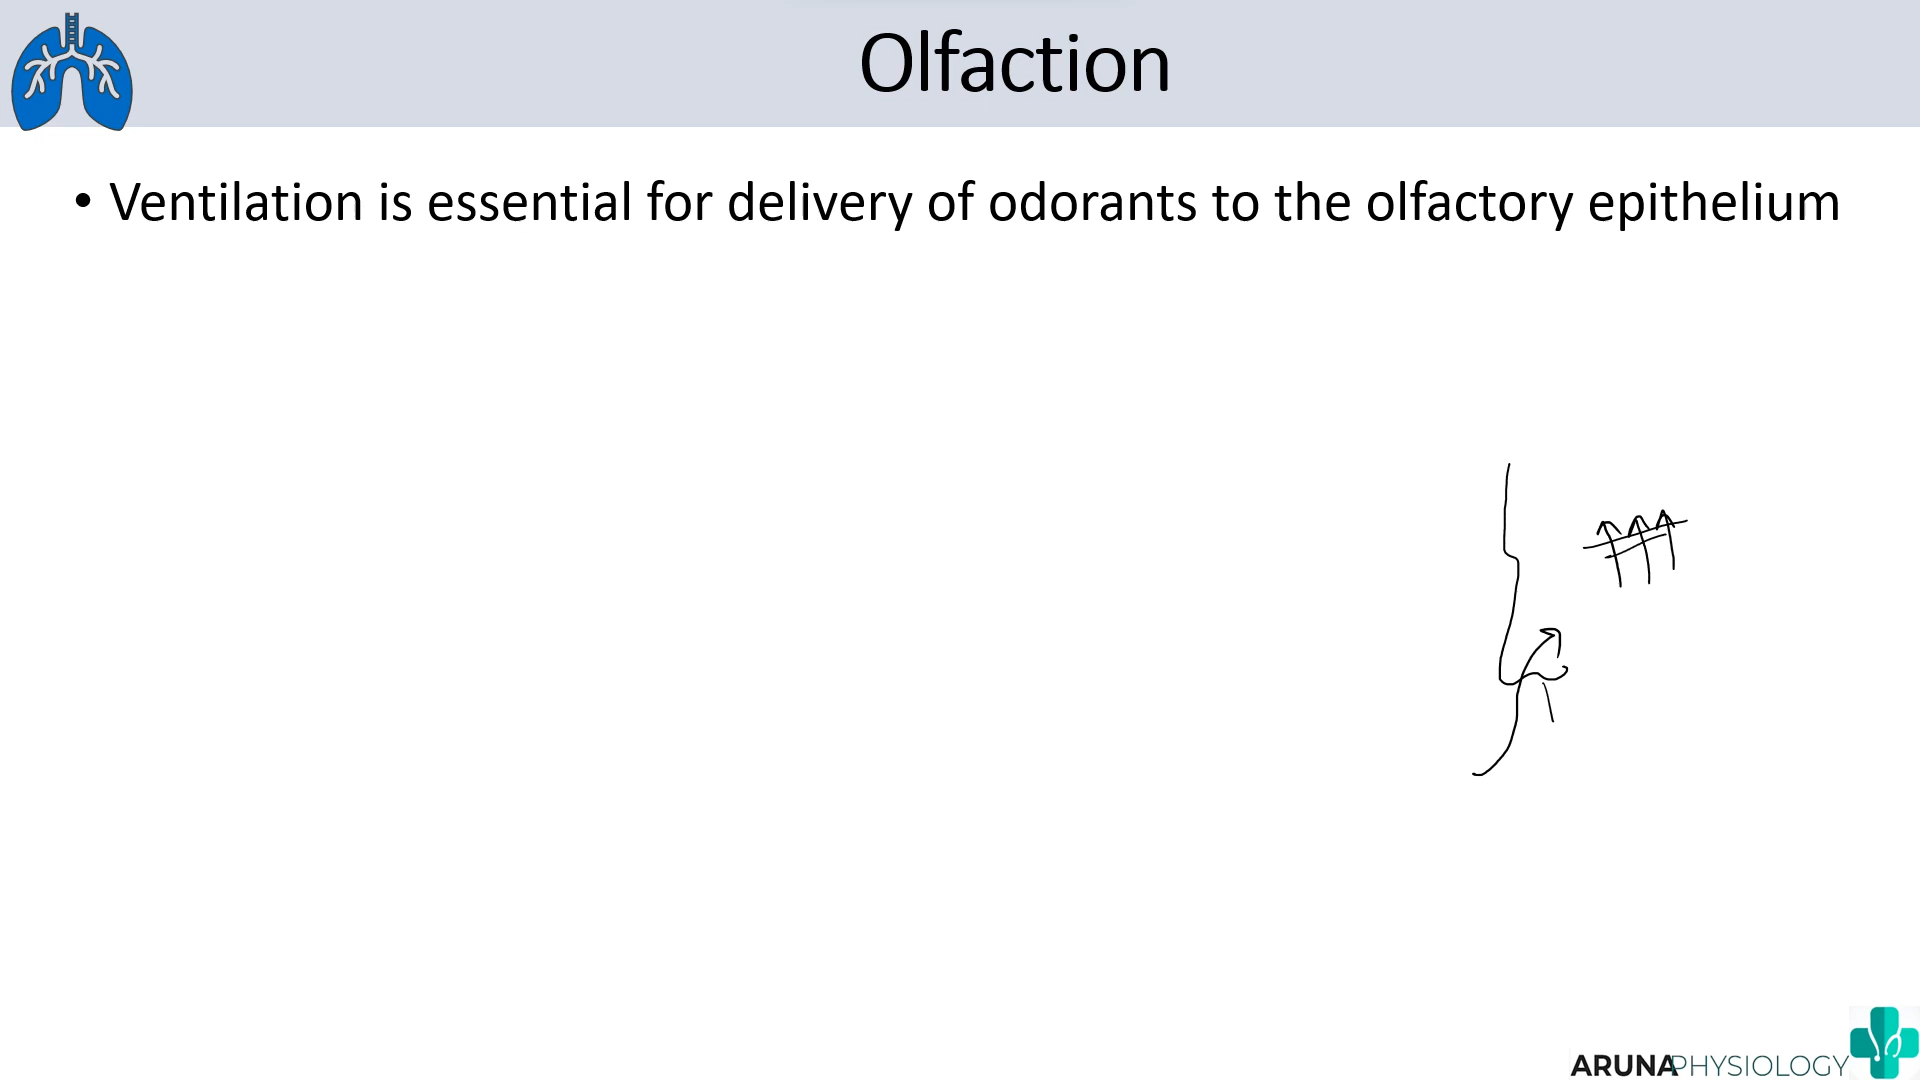 Olfaction
• Ventilation is essential for delivery of odorants to the olfactory epithelium
ARUNAPHYSIOLOGY